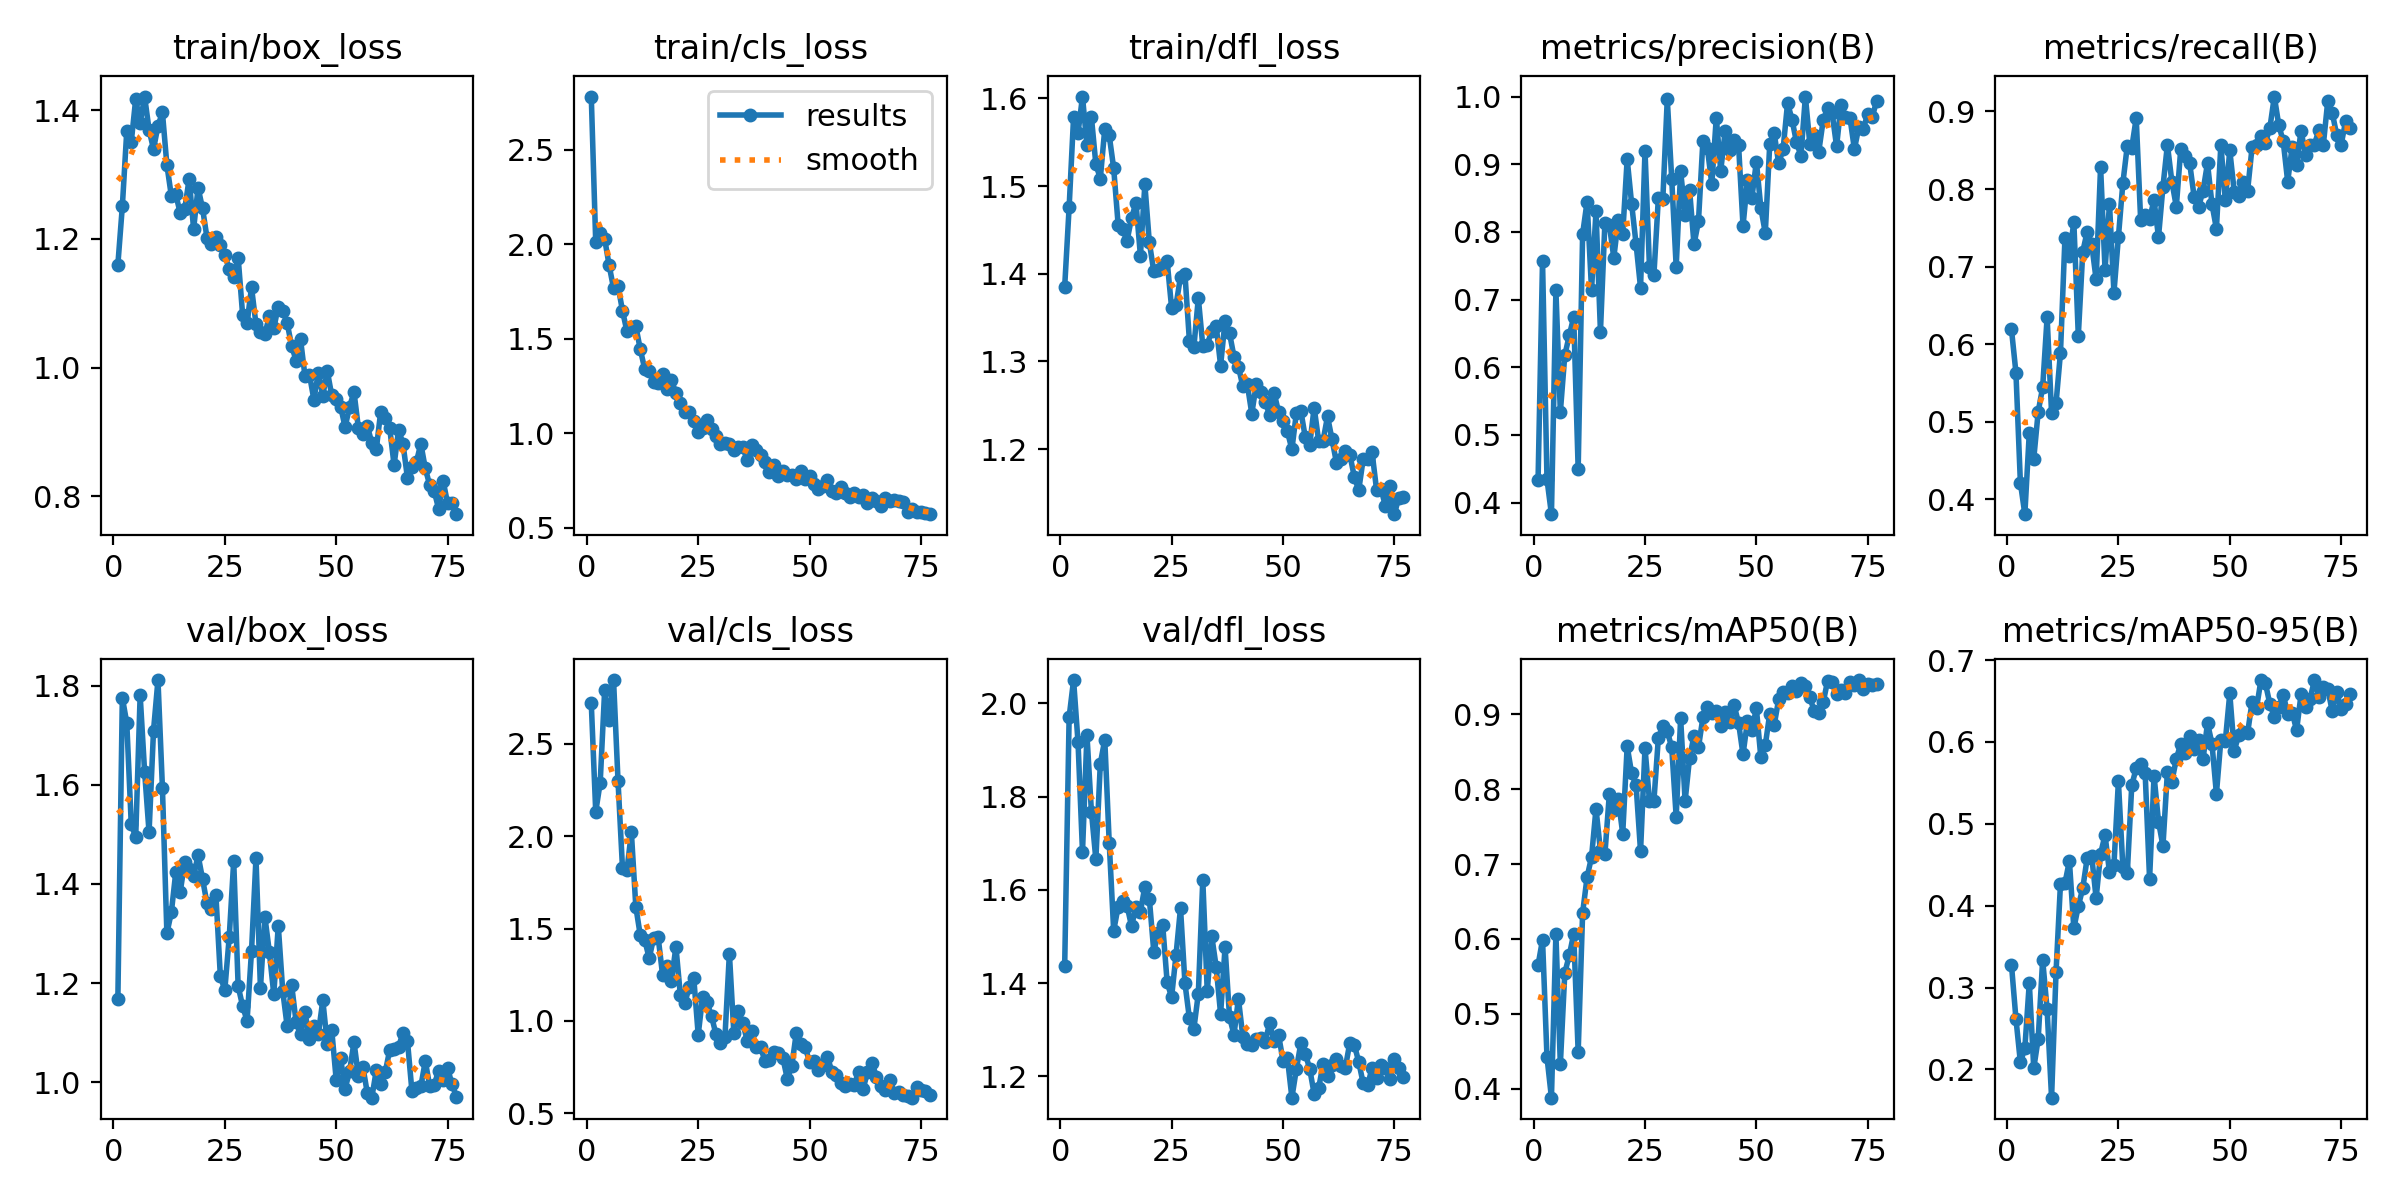 train/box_loss
1.4
1.2
1.0
0.8
0 25 50 75
train/cls_loss
results
smooth
2.5
2.0
1.5
1.0
0.5
0 25 50 75
train/dfl_loss
1.6
1.5
1.4
1.3
1.2
0 25 50 75
metrics/precision(B)
1.0
0.9
0.8
0.7
0.6
0.5
0.4
0 25 50 75
metrics/recall(B)
0.9
0.8
0.7
0.6
0.5
0.4
0 25 50 75
val/box_loss
1.8
1.6
1.4
1.2
1.0
0 25 50 75
val/cls_loss
2.5
2.0
1.5
1.0
0.5
0 25 50 75
val/dfl_loss
2.0
1.8
1.6
1.4
1.2
0 25 50 75
metrics/mAP50(B)
0.9
0.8
0.7
0.6
0.5
0.4
0 25 50 75
metrics/mAP50-95(B)
0.7
0.6
0.5
0.4
0.3
0.2
0 25 50 75